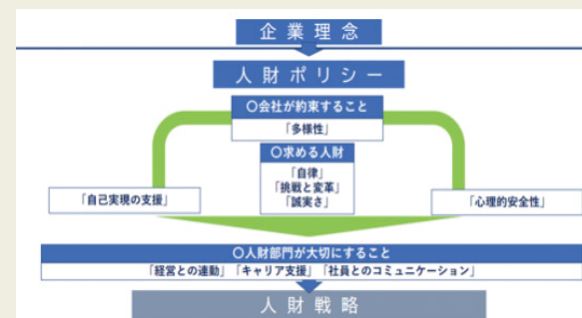 企業理念
人財ポリシー
〇会社が約束すること
「多様性」
〇求める人財
「自律」
「挑戦と変革」
「誠実さ」
「自己実現の支援」
「心理的安全性」
〇人財部門が大切にすること
「経営との連動」「キャリア支援」「社員とのコミュニケーション」
人財戦略